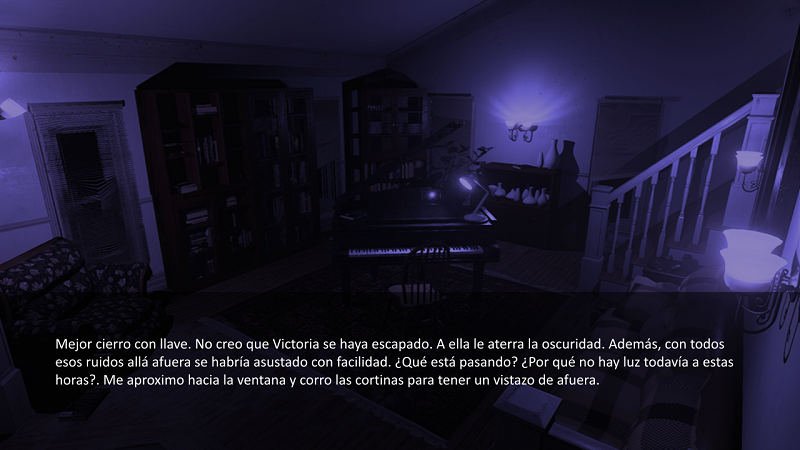 Mejor cierro con llave. No creo que Victoria se haya escapado. A ella le aterra la oscuridad. Además, con todos
esos ruidos allá afuera se habría asustado con facilidad. ¿Qué está pasando? ¿Por qué no hay luz todavía a estas
horas?. Me aproximo hacia la ventana y corro las cortinas para tener un vistazo de afuera.